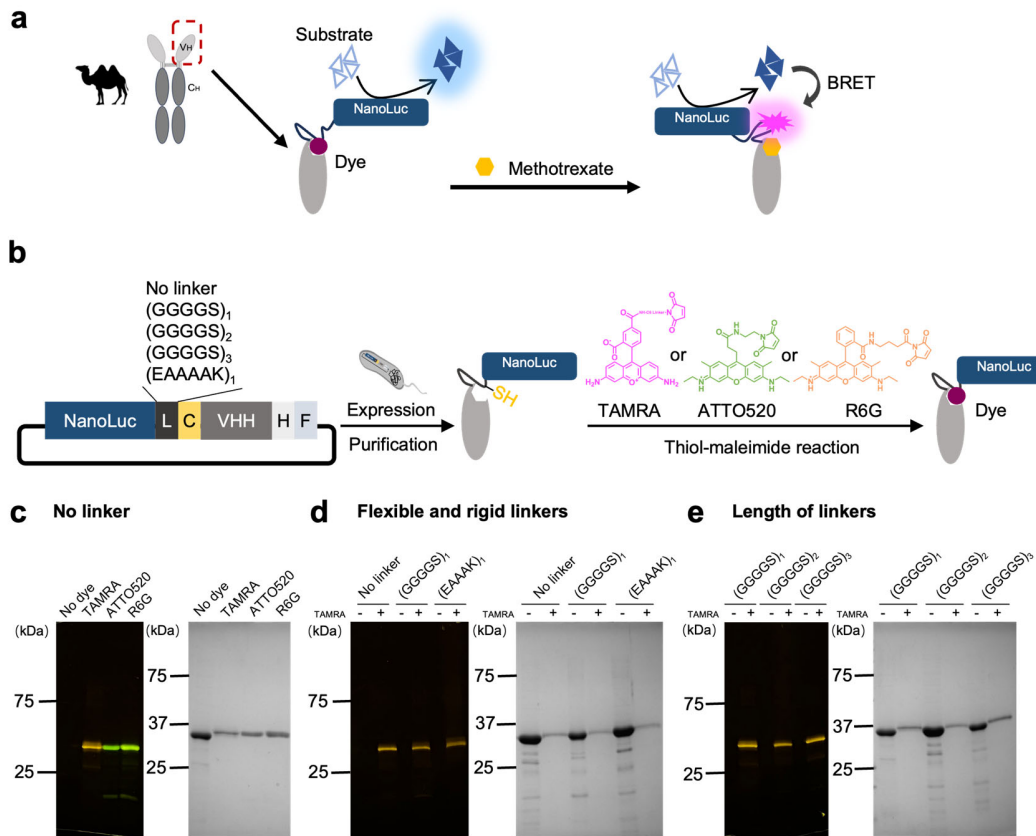 a
VH
CH
Substrate
NanoLuc
Dye
Methotrexate
NanoLuc
BRET
b
No linker
(GGGGS)1
(GGGGS)2
(GGGGS)3
(EAAAAK)1
NanoLuc L C VHH H F
Expression
Purification
NanoLuc
SH
or or
TAMRA ATTO520 R6G
Thiol-maleimide reaction
NanoLuc
Dye
c No linker
No dye TAMRA ATTO520 R6G
No dye TAMRA ATTO520 R6G
(kDa) (kDa)
75
75
37
37
25
25
d Flexible and rigid linkers
No linker (GGGGS)1 (EAAAK)1
No linker (GGGGS)1 (EAAAK)1
TAMRA - + - + - +
TAMRA - + - + - +
(kDa) (kDa)
75
75
37
37
25
25
e Length of linkers
(GGGGS)1 (GGGGS)2 (GGGGS)3
(GGGGS)1 (GGGGS)2 (GGGGS)3
TAMRA - + - + - +
TAMRA - + - + - +
(kDa) (kDa)
75
75
37
37
25
25